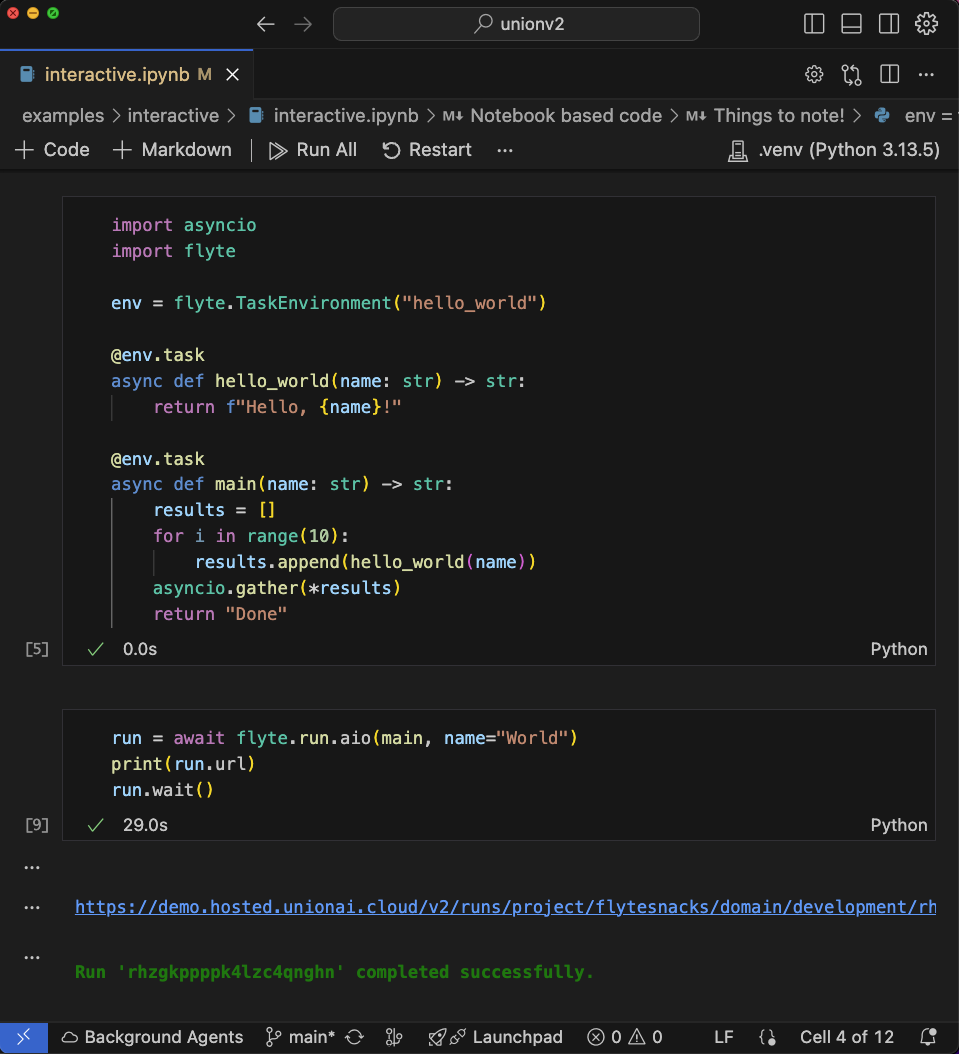 unionv2
interactive.ipynb M
examples > interactive > interactive.ipynb > M↓ Notebook based code > M↓ Things to note! > env =
+ Code + Markdown | Run All Restart ... .venv (Python 3.13.5)
import asyncio
import flyte
env = flyte.TaskEnvironment("hello_world")
@env.task
async def hello_world(name: str) -> str:
    return f"Hello, {name}!"
@env.task
async def main(name: str) -> str:
    results = []
    for i in range(10):
        results.append(hello_world(name))
    asyncio.gather(*results)
    return "Done"
[5] ✓ 0.0s Python
run = await flyte.run.aio(main, name="World")
print(run.url)
run.wait()
[9] ✓ 29.0s Python
...
... https://demo.hosted.unionai.cloud/v2/runs/project/flytesnacks/domain/development/rh
...
Run 'rhzgkppppk4lzc4qnghn' completed successfully.
Background Agents main* Launchpad 0 0 LF Cell 4 of 12